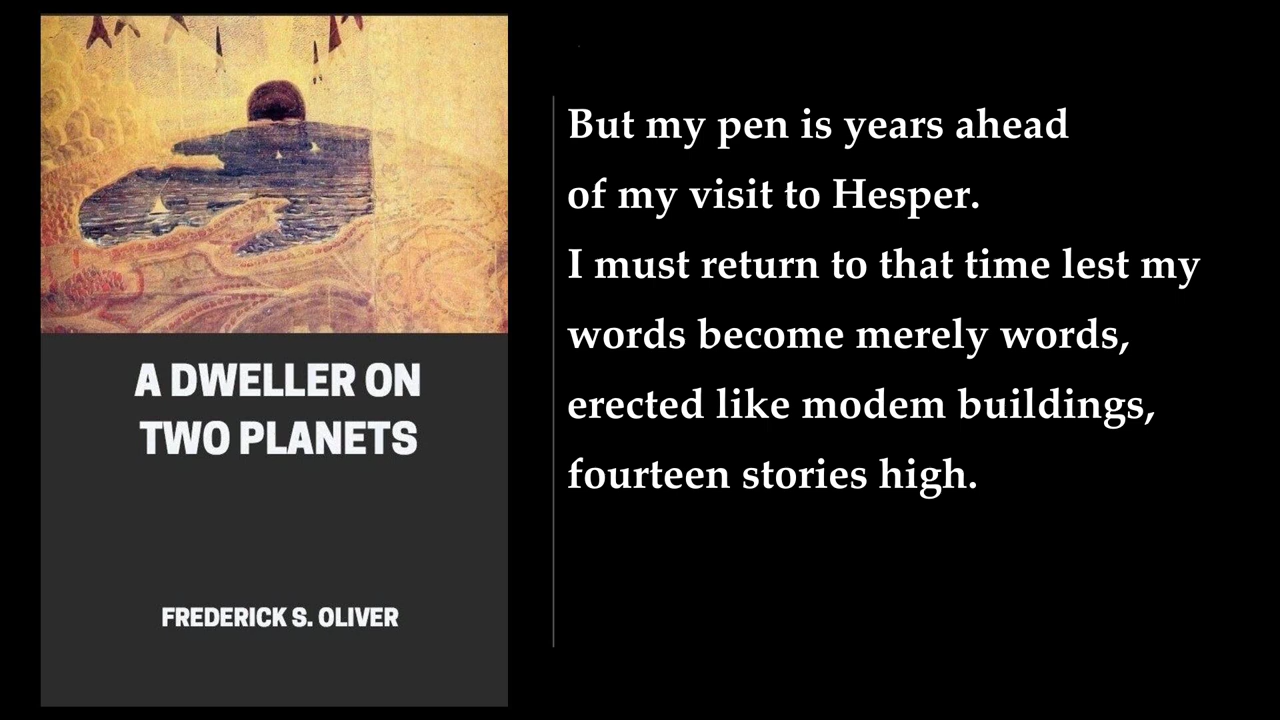 A DWELLER ON
TWO PLANETS
FREDERICK S. OLIVER
But my pen is years ahead
of my visit to Hesper.
I must return to that time lest my
words become merely words,
erected like modem buildings,
fourteen stories high.